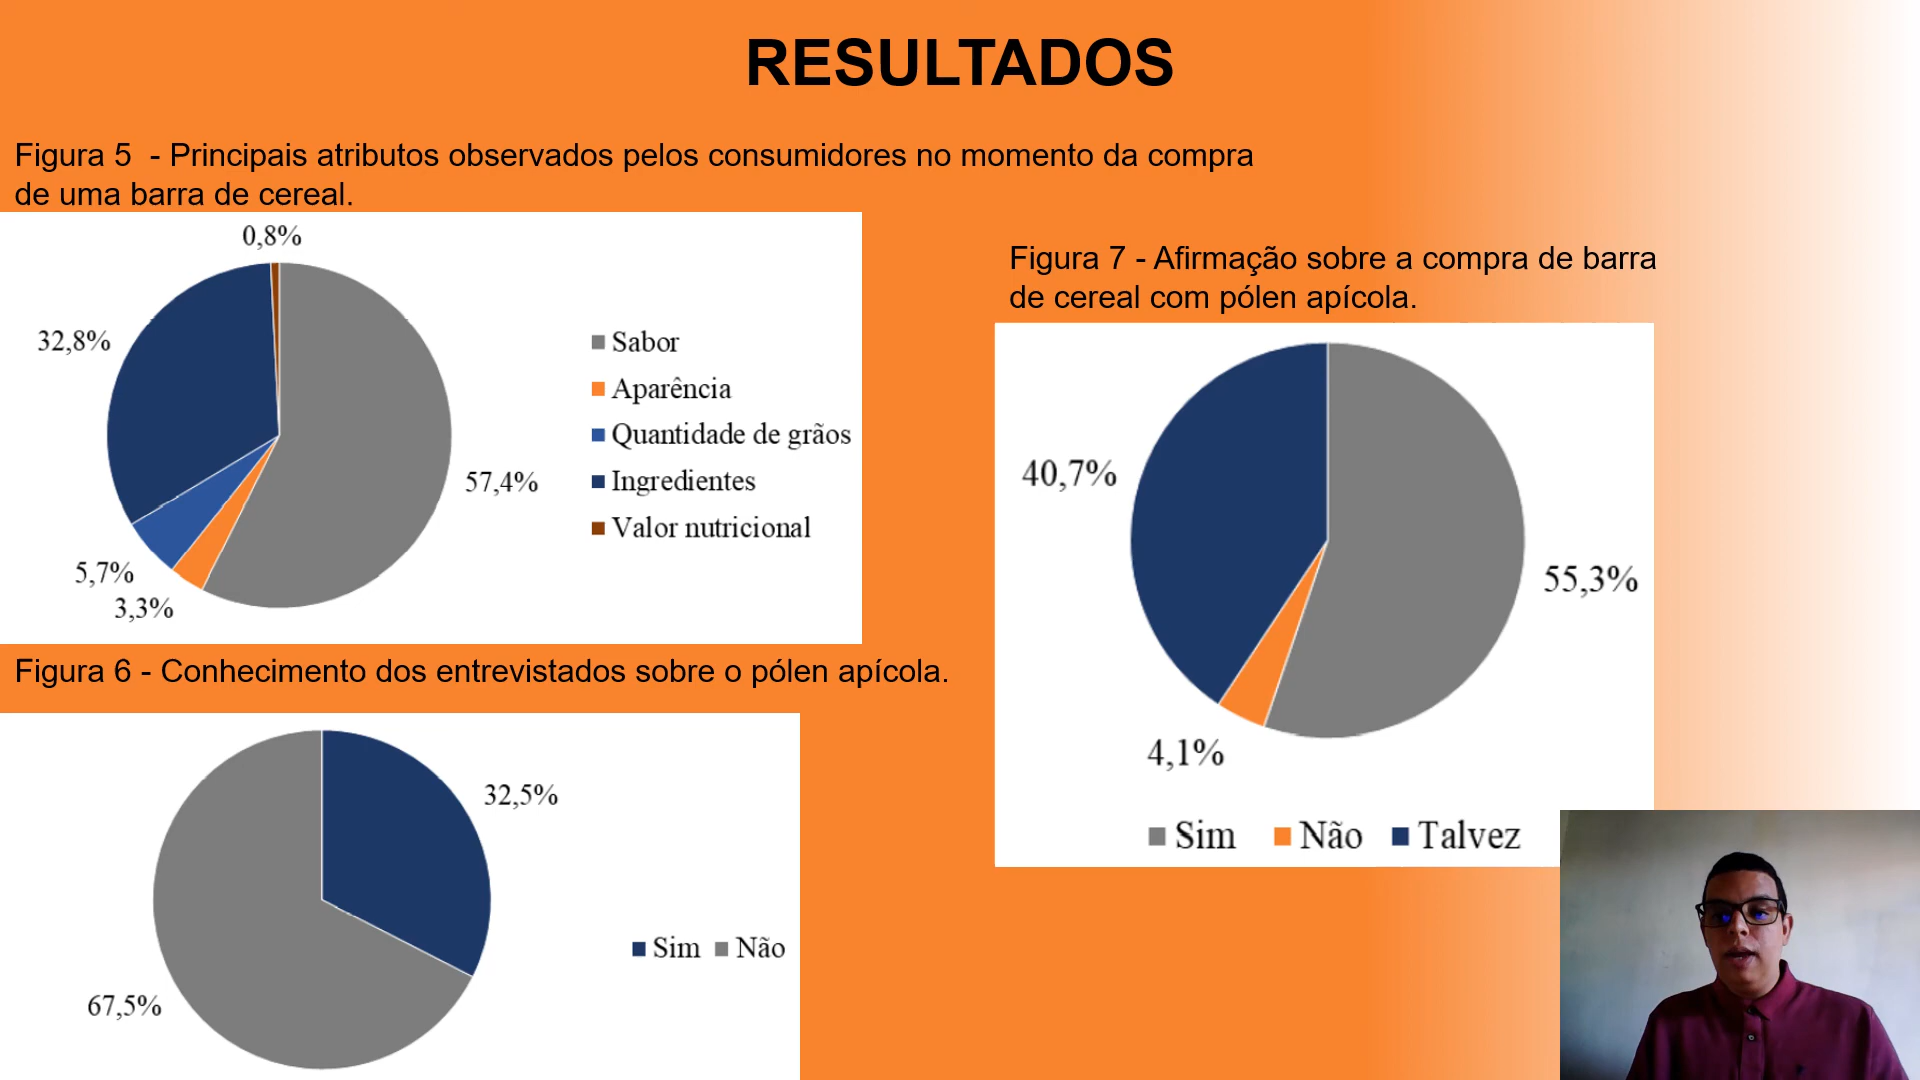 RESULTADOS
Figura 5  - Principais atributos observados pelos consumidores no momento da compra
de uma barra de cereal.
0,8%
32,8%
57,4%
5,7%
3,3%
Sabor
Aparência
Quantidade de grãos
Ingredientes
Valor nutricional
Figura 6 - Conhecimento dos entrevistados sobre o pólen apícola.
32,5%
67,5%
Sim Não
Figura 7 - Afirmação sobre a compra de barra
de cereal com pólen apícola.
40,7%
55,3%
4,1%
Sim Não Talvez